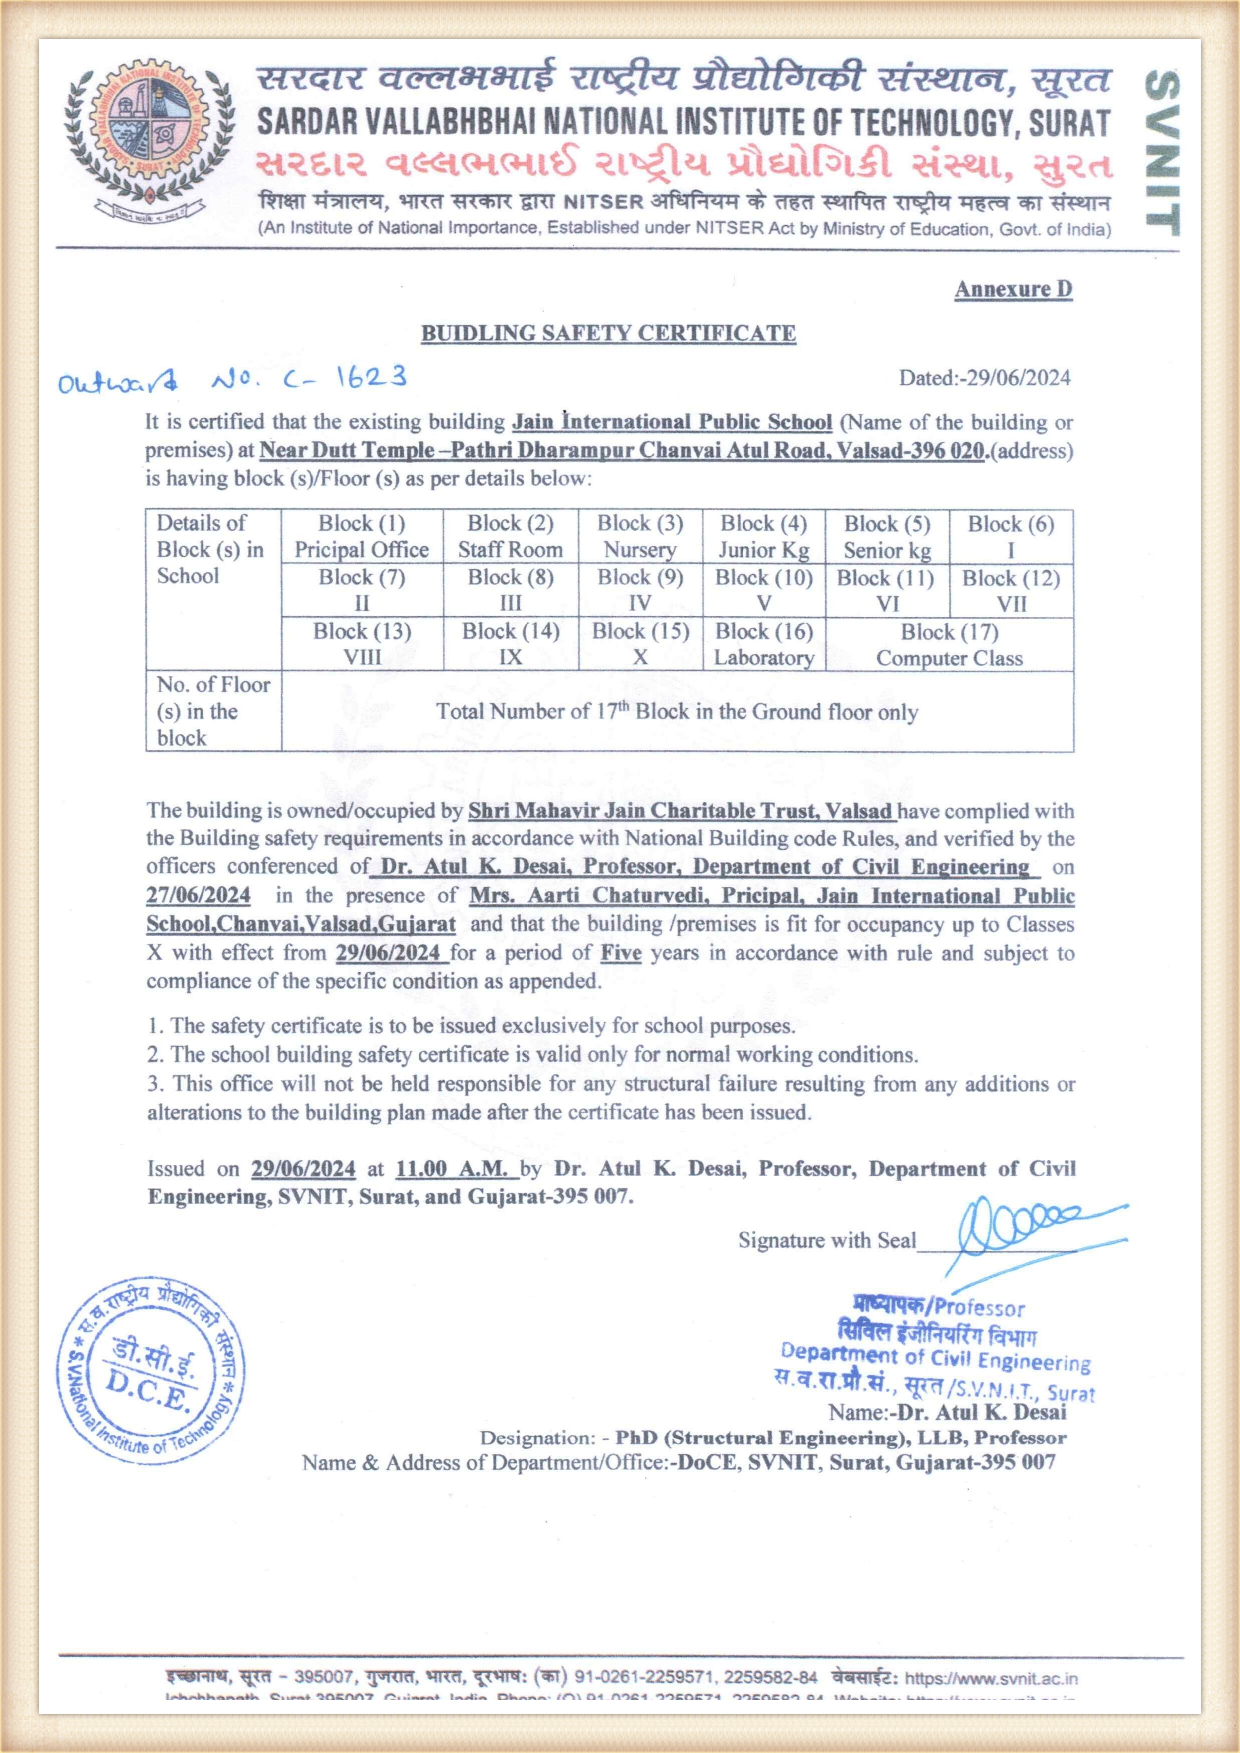 सरदार वल्लभभाई राष्ट्रीय प्रौद्योगिकी संस्थान, सूरत
SARDAR VALLABHBHAI NATIONAL INSTITUTE OF TECHNOLOGY, SURAT
સરદાર વલ્લભભાઈ રાષ્ટ્રીય પ્રૌદ્યોગિકી સંસ્થા, સુરત
शिक्षा मंत्रालय, भारत सरकार द्वारा NITSER अधिनियम के तहत स्थापित राष्ट्रीय महत्व का संस्थान
(An Institute of National Importance, Established under NITSER Act by Ministry of Education, Govt. of India)
SVNIT
Annexure D
BUIDLING SAFETY CERTIFICATE
Outward No. C- 1623
Dated:-29/06/2024
It is certified that the existing building Jain International Public School (Name of the building or
premises) at Near Dutt Temple –Pathri Dharampur Chanvai Atul Road, Valsad-396 020.(address)
is having block (s)/Floor (s) as per details below:
Details of Block (s) in School
Block (1) Pricipal Office
Block (2) Staff Room
Block (3) Nursery
Block (4) Junior Kg
Block (5) Senior kg
Block (6) I
Block (7) II
Block (8) III
Block (9) IV
Block (10) V
Block (11) VI
Block (12) VII
Block (13) VIII
Block (14) IX
Block (15) X
Block (16) Laboratory
Block (17) Computer Class
No. of Floor (s) in the block
Total Number of 17th Block in the Ground floor only
The building is owned/occupied by Shri Mahavir Jain Charitable Trust, Valsad have complied with
the Building safety requirements in accordance with National Building code Rules, and verified by the
officers conferenced of Dr. Atul K. Desai, Professor, Department of Civil Engineering on
27/06/2024 in the presence of Mrs. Aarti Chaturvedi, Pricipal, Jain International Public
School,Chanvai,Valsad,Gujarat and that the building /premises is fit for occupancy up to Classes
X with effect from 29/06/2024 for a period of Five years in accordance with rule and subject to
compliance of the specific condition as appended.
1. The safety certificate is to be issued exclusively for school purposes.
2. The school building safety certificate is valid only for normal working conditions.
3. This office will not be held responsible for any structural failure resulting from any additions or
alterations to the building plan made after the certificate has been issued.
Issued on 29/06/2024 at 11.00 A.M. by Dr. Atul K. Desai, Professor, Department of Civil
Engineering, SVNIT, Surat, and Gujarat-395 007.
Signature with Seal
प्राध्यापक/Professor
सिविल इंजीनियरिंग विभाग
Department of Civil Engineering
स.व.रा.प्रौ.सं., सूरत/S.V.N.I.T., Surat
स.व.राष्ट्रीय प्रौद्योगिकी संस्थान
डी.सी.ई.
D.C.E.
S.V.National Institute of Technology
Name:-Dr. Atul K. Desai
Designation: - PhD (Structural Engineering), LLB, Professor
Name & Address of Department/Office:-DoCE, SVNIT, Surat, Gujarat-395 007
इच्छानाथ, सूरत – 395007, गुजरात, भारत, दूरभाष: (का) 91-0261-2259571, 2259582-84 वेबसाईट: https://www.svnit.ac.in
Ichchhanath, Surat 395007, Gujarat, India, Phone: (O) 91-0261-2259571, 2259582-84, Website: